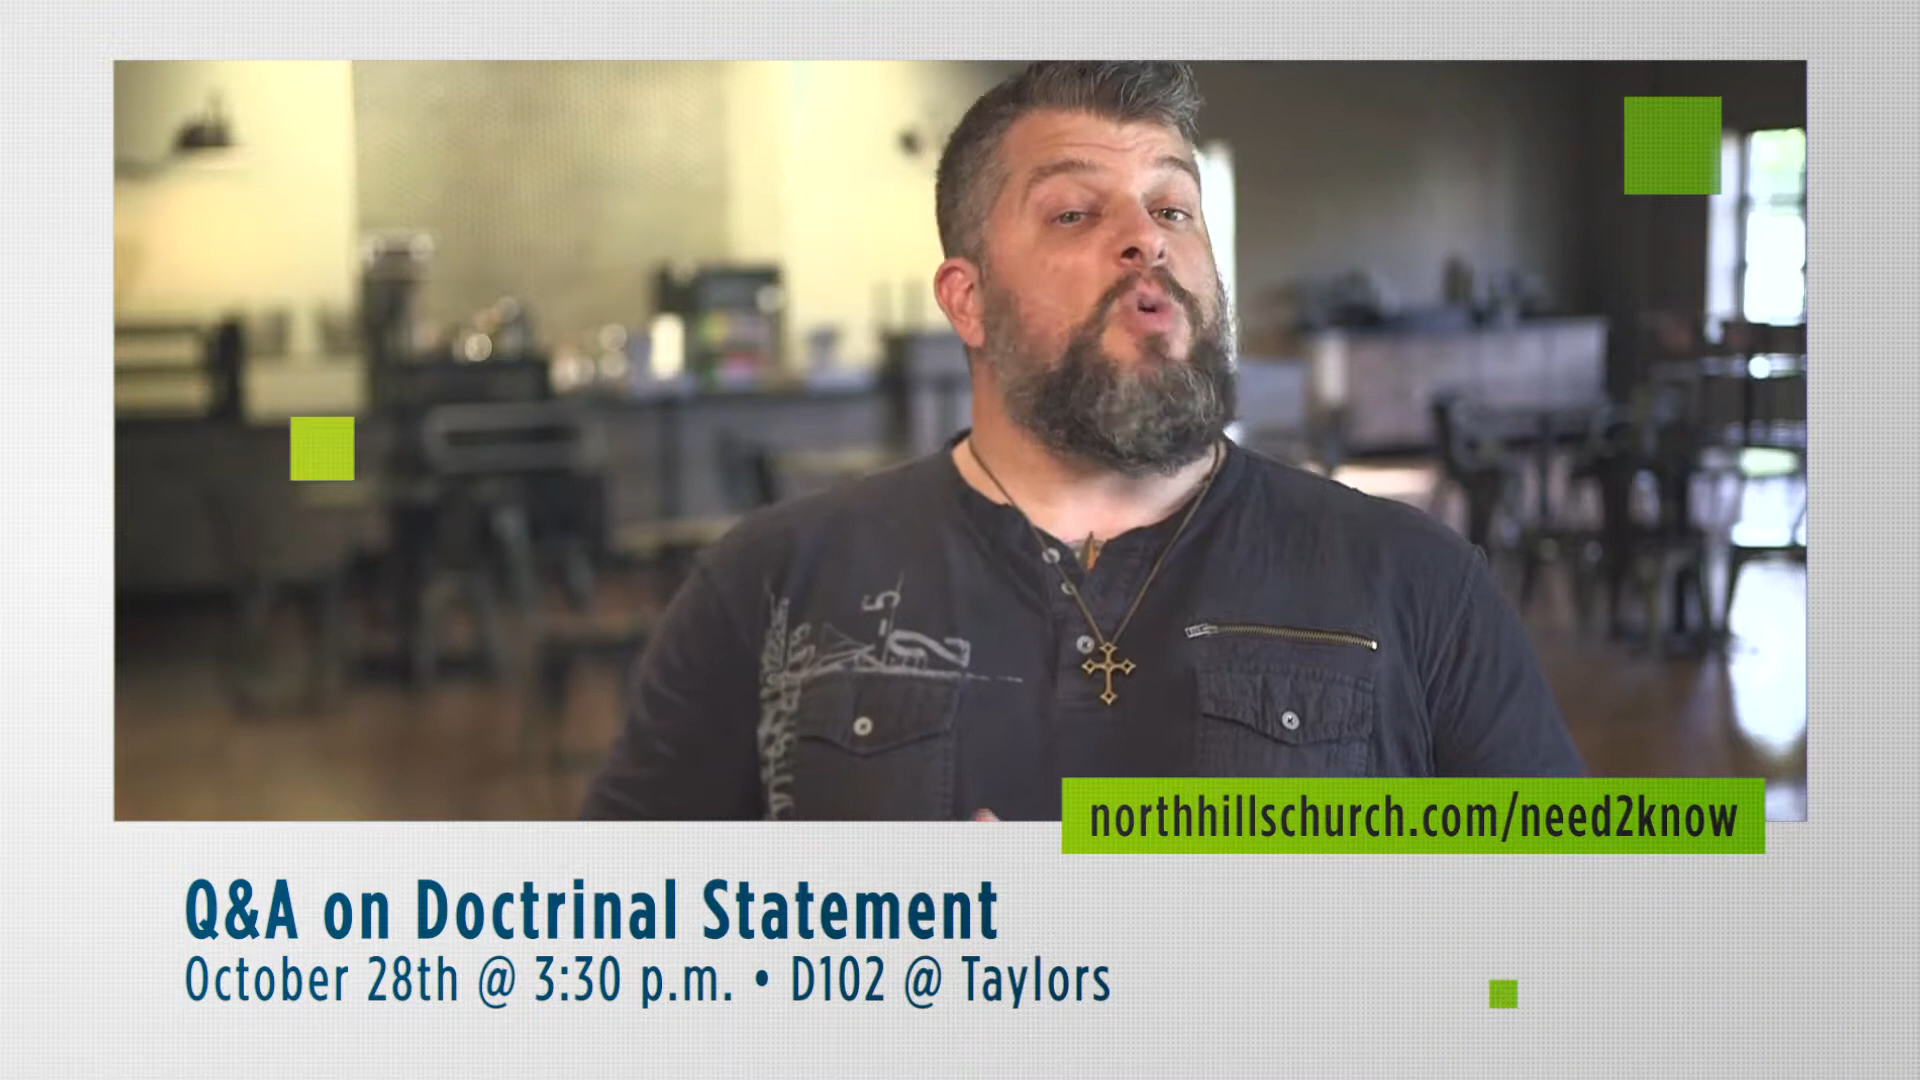 northhillschurch.com/need2know
Q&A on Doctrinal Statement
October 28th @ 3:30 p.m. • D102 @ Taylors